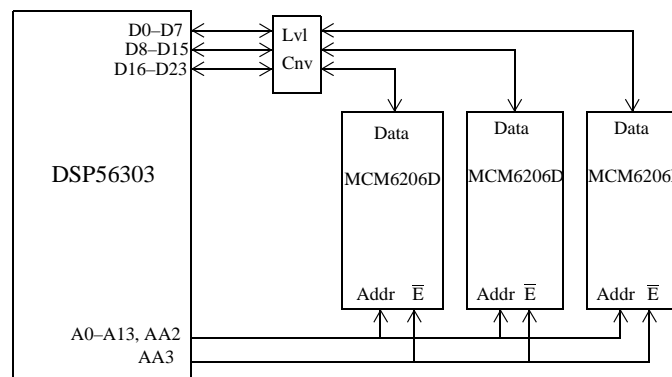 D0–D7
D8–D15
D16–D23
Lvl
Cnv
DSP56303
Data
MCM6206D
Addr E̅
Data
MCM6206D
Addr E̅
Data
MCM6206
Addr E̅
A0–A13, AA2
AA3